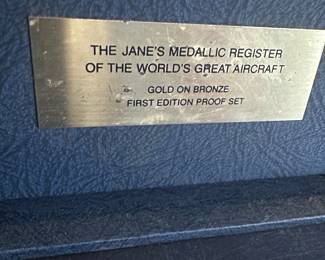 THE JANE'S MEDALLIC REGISTER
OF THE WORLD'S GREAT AIRCRAFT
GOLD ON BRONZE
FIRST EDITION PROOF SET